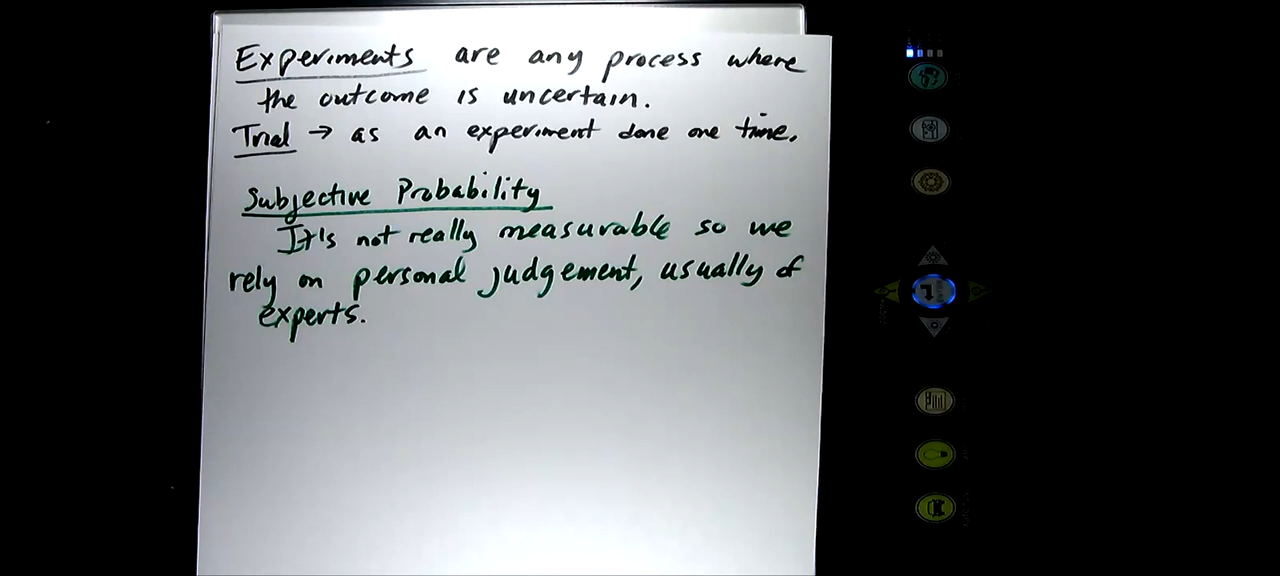 Experiments are any process where
the outcome is uncertain.
Trial → as an experiment done one time.
Subjective Probability
It's not really measurable so we
rely on personal judgement, usually of
experts.